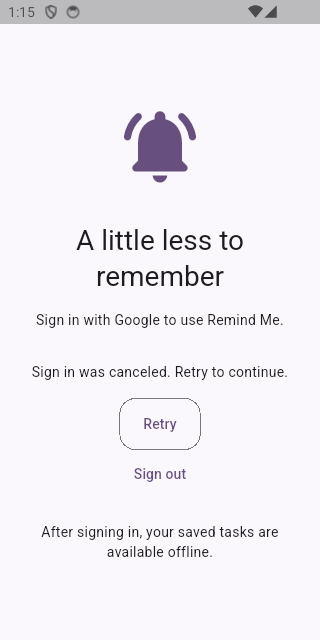 1:15
A little less to
remember
Sign in with Google to use Remind Me.
Sign in was canceled. Retry to continue.
Retry
Sign out
After signing in, your saved tasks are
available offline.